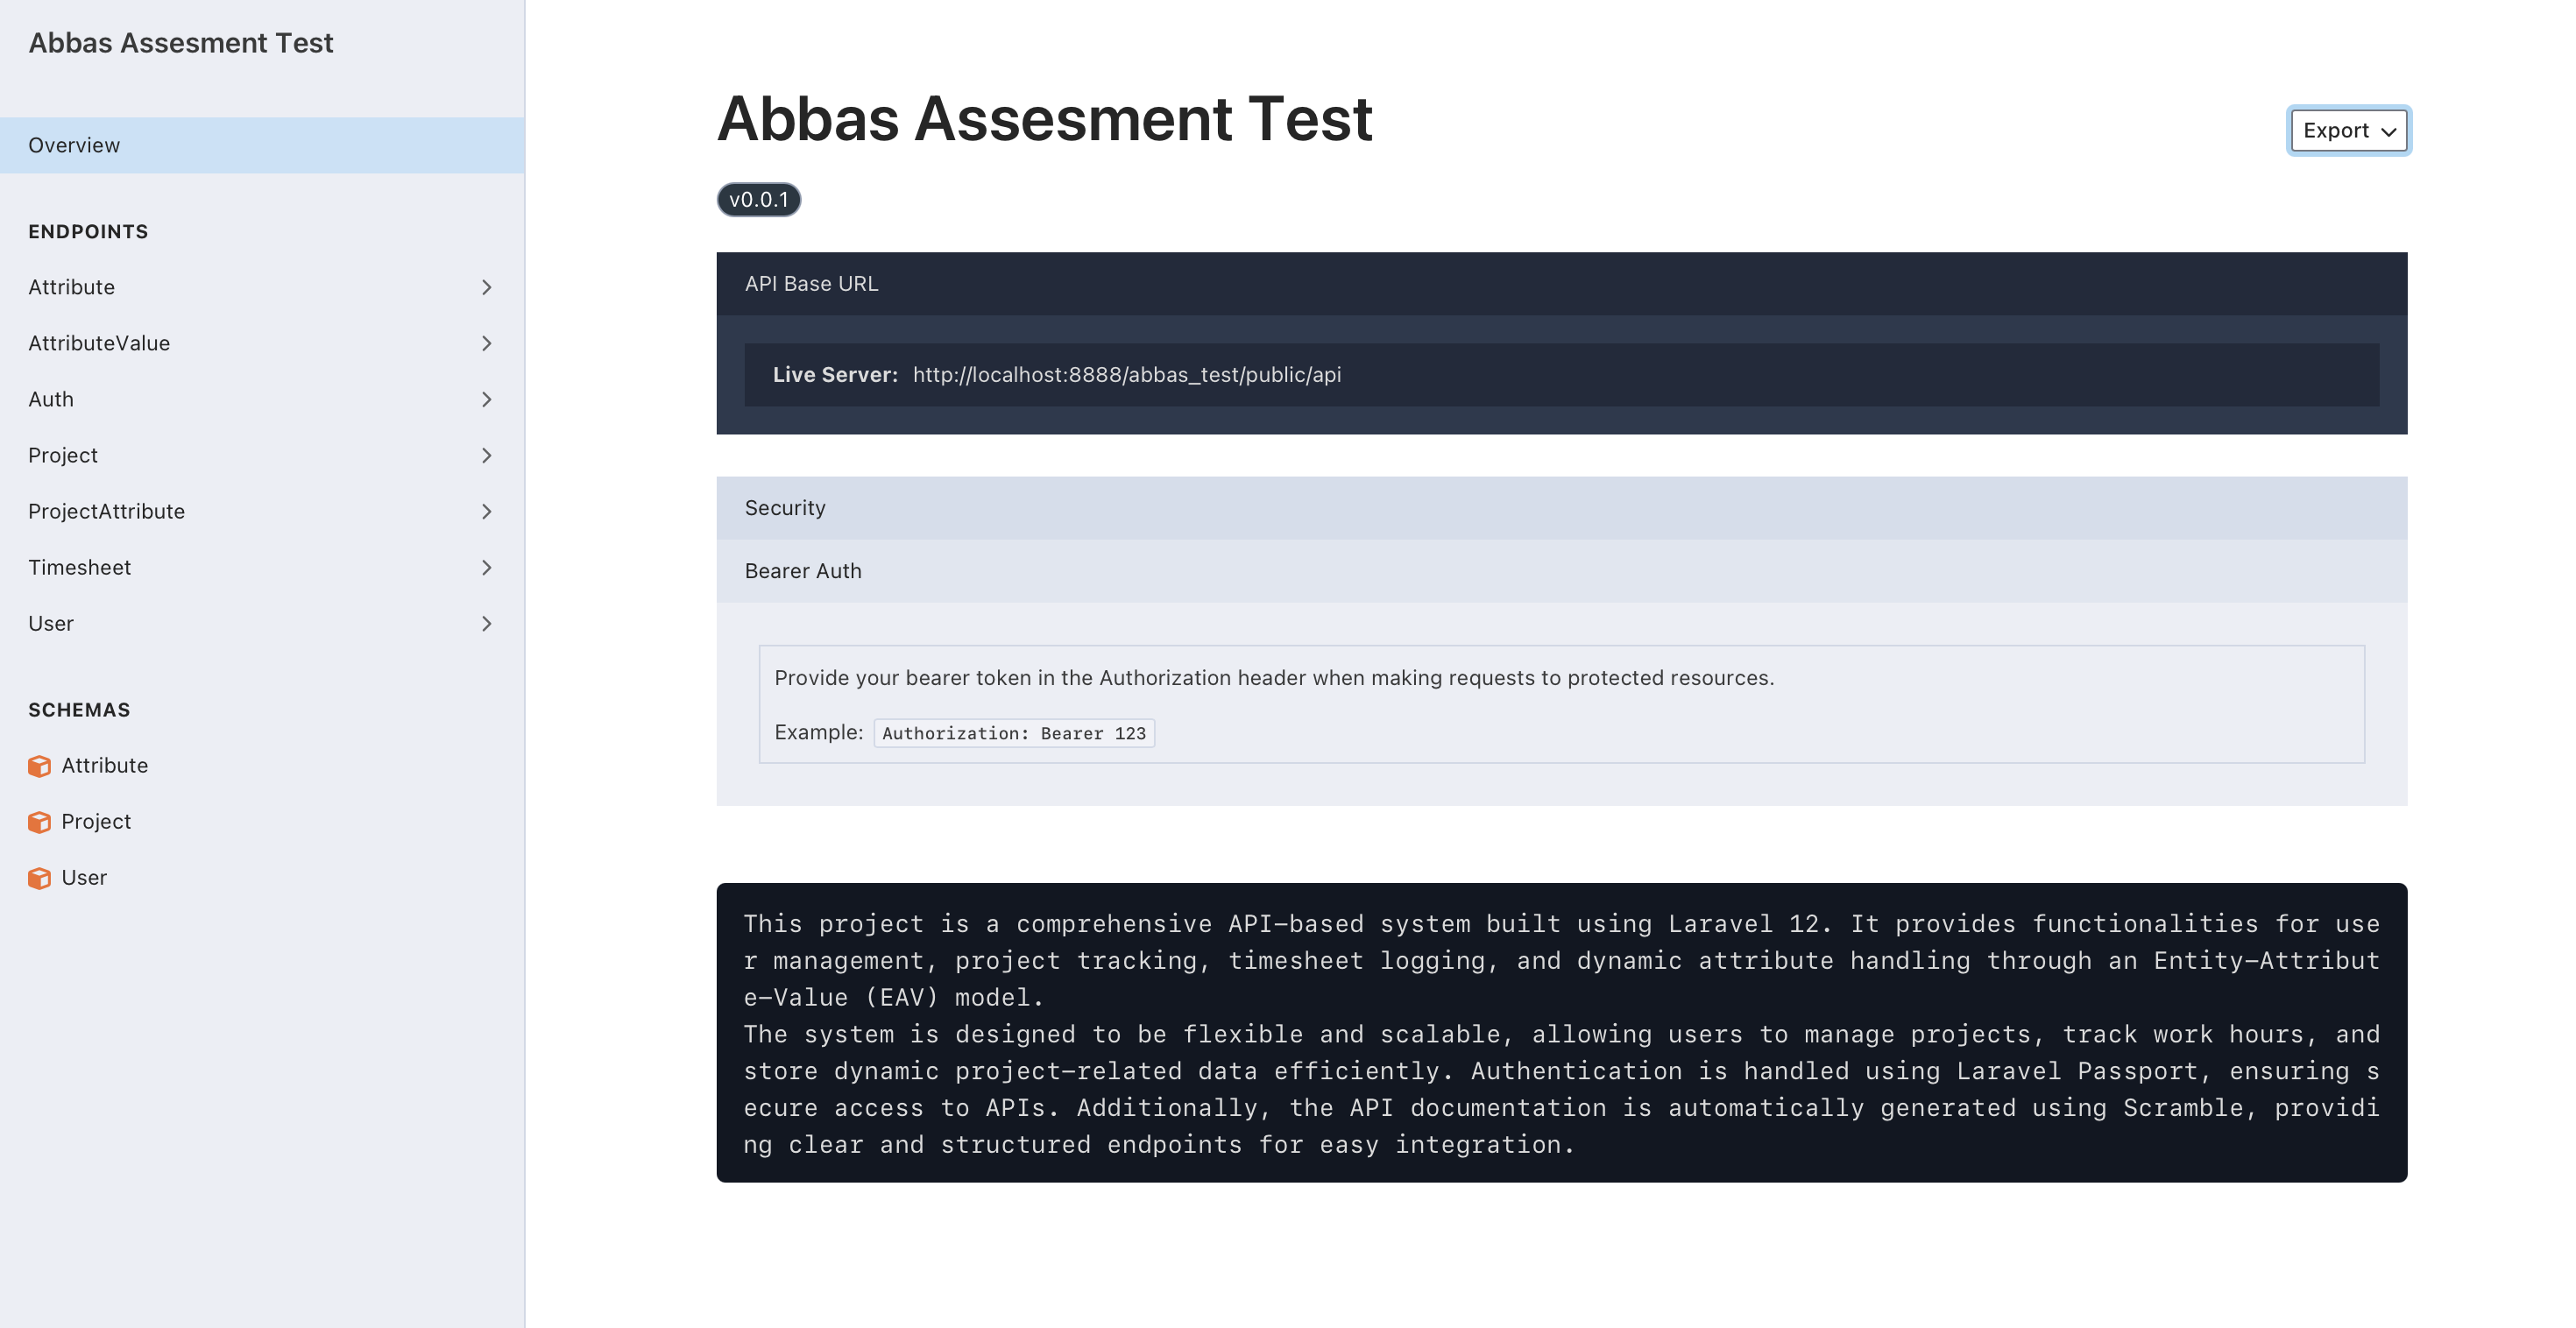 Abbas Assesment Test
Overview
ENDPOINTS
Attribute
AttributeValue
Auth
Project
ProjectAttribute
Timesheet
User
SCHEMAS
Attribute
Project
User
Abbas Assesment Test
Export
v0.0.1
API Base URL
Live Server: http://localhost:8888/abbas_test/public/api
Security
Bearer Auth
Provide your bearer token in the Authorization header when making requests to protected resources.
Example: Authorization: Bearer 123
This project is a comprehensive API-based system built using Laravel 12. It provides functionalities for use
r management, project tracking, timesheet logging, and dynamic attribute handling through an Entity-Attribut
e-Value (EAV) model.
The system is designed to be flexible and scalable, allowing users to manage projects, track work hours, and
store dynamic project-related data efficiently. Authentication is handled using Laravel Passport, ensuring s
ecure access to APIs. Additionally, the API documentation is automatically generated using Scramble, providi
ng clear and structured endpoints for easy integration.